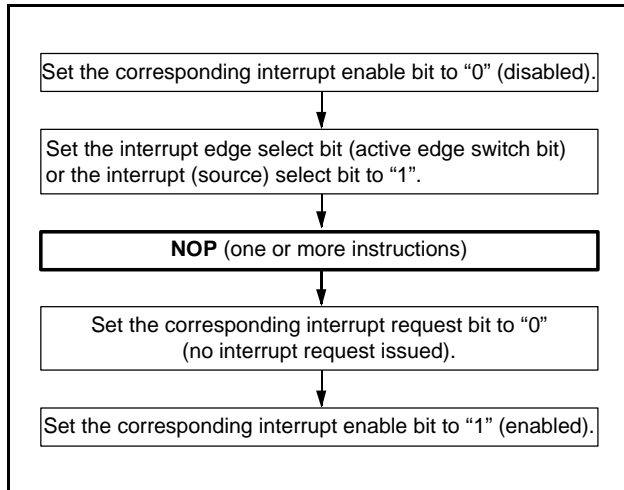 Set the corresponding interrupt enable bit to “0” (disabled).
Set the interrupt edge select bit (active edge switch bit)
or the interrupt (source) select bit to “1”.
NOP (one or more instructions)
Set the corresponding interrupt request bit to “0”
(no interrupt request issued).
Set the corresponding interrupt enable bit to “1” (enabled).